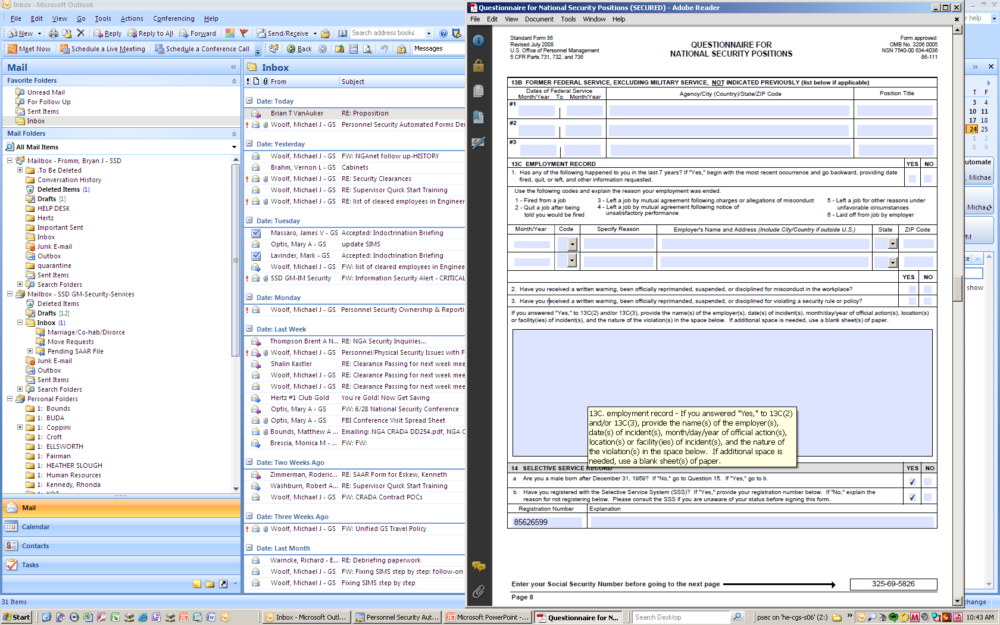 Inbox - Microsoft Outlook
File Edit View Go Tools Actions Conferencing Help
New Reply Reply to All Forward Send/Receive Search address books
Meet Now Schedule a Live Meeting Schedule a Conference Call Back Messages
Mail
Favorite Folders
Unread Mail
For Follow Up
Sent Items
Inbox
Mail Folders
All Mail Items
Mailbox - Fromm, Bryan J - SSD
.To Be Deleted
Conversation History
Deleted Items (1)
Drafts [1]
HELP DESK
Hertz
Important Sent
Inbox
Junk E-mail
Outbox
quarantine
Sent Items
Search Folders
Mailbox - SSD GM-Security-Services
Deleted Items
Drafts [12]
Inbox (1)
Marriage/Co-hab/Divorce
Move Requests
Pending SAAR File
Junk E-mail
Outbox
Sent Items
Search Folders
Personal Folders
1: Bounds
1: BUDA
1: Coppini
1: Croft
1: ELLSWORTH
1: Fairman
1: HEATHER SLOUGH
1: Human Resources
1: Kennedy, Rhonda
Mail
Calendar
Contacts
Tasks
31 Items
Inbox
From Subject
Date: Today
Brian T VanAuker RE: Proposition
Woolf, Michael J - GS Personnel Security Automated Forms De
Date: Yesterday
Woolf, Michael J - GS FW: NGAnet follow up-HISTORY
Brahm, Vernon L - GS Cabinets
Woolf, Michael J - GS RE: Security Clearances
Woolf, Michael J - GS RE: Supervisor Quick Start Training
Woolf, Michael J - GS RE: list of cleared employees in Engineer
Date: Tuesday
Massaro, James V - GS Accepted: Indoctrination Briefing
Optis, Mary A - GS update SIMS
Lavinder, Mark - GS Accepted: Indoctrination Briefing
Woolf, Michael J - GS FW: list of cleared employees in Enginee
SSD GM-IM Security FW: Information Security Alert - CRITICAL
Date: Monday
Woolf, Michael J - GS Personnel Security Ownership & Reporti
Date: Last Week
Thompson Brent A N... RE: NGA Security Inquiries...
Woolf, Michael J - GS Personnel/Physical Security Issues with F
Shalin Kastler RE: Clearance Passing for next week mee
Woolf, Michael J - GS RE: Clearance Passing for next week mee
Woolf, Michael J - GS RE: Clearance Passing for next week mee
Hertz #1 Club Gold You're Gold! Now Get Saving
Optis, Mary A - GS FW: 6/28 National Security Conference
Optis, Mary A - GS FBI Conference Visit Spread Sheet
Bounds, Matthew A ... Emailing: NGA CRADA DD254.pdf, NGA C
Brescia, Monica M - ... FW: FW:
Date: Two Weeks Ago
Zimmerman, Roderic... RE: SAAR Form for Eskew, Kenneth
Washburn, Robert A... RE: Supervisor Quick Start Training
Woolf, Michael J - GS FW: CRADA Contract POCs
Date: Three Weeks Ago
Woolf, Michael J - GS FW: Unified GS Travel Policy
Date: Last Month
Warncke, Richard - E... RE: Debriefing paperwork
Woolf, Michael J - GS FW: Fixing SIMS step by step: follow-on
Woolf, Michael J - GS Fixing SIMS step by step
Questionnaire for National Security Positions (SECURED) - Adobe Reader
File Edit View Document Tools Window Help
Standard Form 86
Revised July 2008
U.S. Office of Personnel Management
5 CFR Parts 731, 732, and 736
QUESTIONNAIRE FOR
NATIONAL SECURITY POSITIONS
Form approved:
OMB No. 3206 0005
NSN 7540-00 634-4036
86-111
13B FORMER FEDERAL SERVICE, EXCLUDING MILITARY SERVICE, NOT INDICATED PREVIOUSLY (list below if applicable)
Dates of Federal Service
Month/Year To Month/Year Agency/City (Country)/State/ZIP Code Position Title
#1
#2
#3
13C EMPLOYMENT RECORD YES NO
1. Has any of the following happened to you in the last 7 years? If "Yes," begin with the most recent occurrence and go backward, providing date
fired, quit, or left, and other information requested.
Use the following codes and explain the reason your employment was ended.
1 - Fired from a job 3 - Left a job by mutual agreement following charges or allegations of misconduct 5 - Left a job for other reasons under
2 - Quit a job after being 4 - Left a job by mutual agreement following notice of unfavorable circumstances
told you would be fired unsatisfactory performance 6 - Laid off from job by employer
Month/Year Code Specify Reason Employer's Name and Address (Include City/Country if outside U.S.) State ZIP Code
YES NO
2. Have you received a written warning, been officially reprimanded, suspended, or disciplined for misconduct in the workplace?
3. Have you received a written warning, been officially reprimanded, suspended, or disciplined for violating a security rule or policy?
If you answered "Yes," to 13C(2) and/or 13C(3), provide the name(s) of the employer(s), date(s) of incident(s), month/day/year of official action(s), location(s)
or facility(ies) of incident(s), and the nature of the violation(s) in the space below. If additional space is needed, use a blank sheet(s) of paper.
13C. employment record - If you answered "Yes," to 13C(2)
and/or 13C(3), provide the name(s) of the employer(s),
date(s) of incident(s), month/day/year of official action(s),
location(s) or facility(ies) of incident(s), and the nature of
the violation(s) in the space below. If additional space is
needed, use a blank sheet(s) of paper.
14 SELECTIVE SERVICE RECORD YES NO
a Are you a male born after December 31, 1959? If "No," go to Question 15. If "Yes," go to b.
b Have you registered with the Selective Service System (SSS)? If "Yes," provide your registration number below. If "No," explain the
reason for not registering below. Please consult the SSS if you are unaware of your status before signing this form.
Registration Number Explanation
85626599
Enter your Social Security Number before going to the next page 325-69-5826
Page 8
r help
T F
3 4
10 11
17 18
24 25
1 2
8 9
utomate
, Michae
Micha
PM
te
show
change
Start Inbox - Microsoft Outl... Personnel Security Aut... Microsoft PowerPoint -... Questionnaire for N... Search Desktop psec on 'he-cgs-s06' (Z:) 10:43 AM